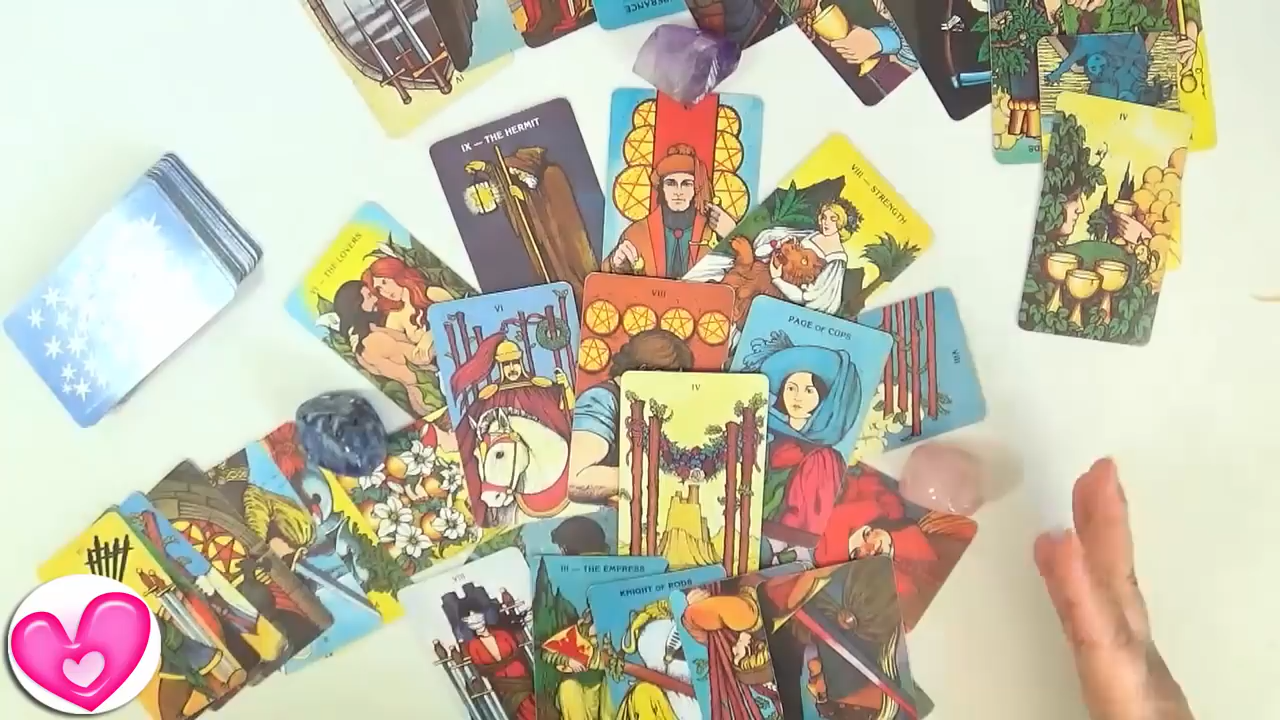 IX — THE HERMIT
VIII — STRENGTH
IV
VI — THE LOVERS
VI
VIII
PAGE OF CUPS
VIII
IV
III — THE EMPRESS
KNIGHT OF RODS
VIII